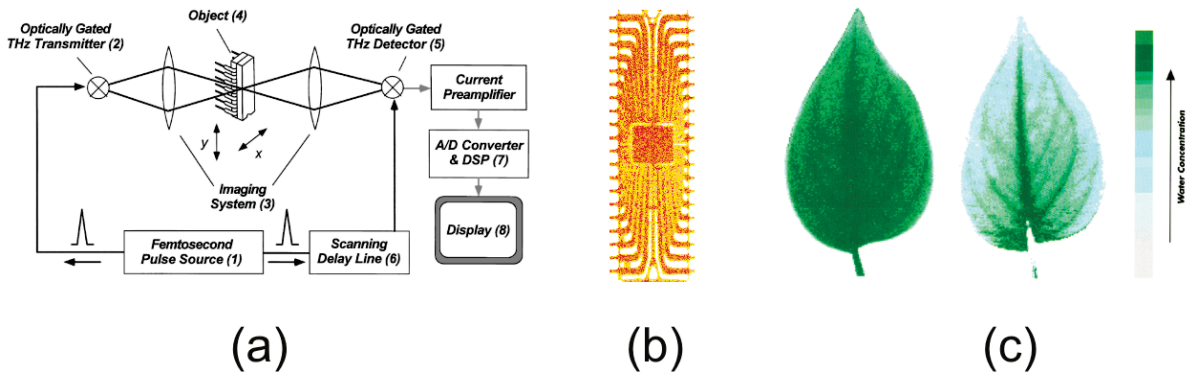 Optically Gated
THz Transmitter (2)
Object (4)
Optically Gated
THz Detector (5)
Current
Preamplifier
A/D Converter
& DSP (7)
Display (8)
y
x
Imaging
System (3)
Femtosecond
Pulse Source (1)
Scanning
Delay Line (6)
Water Concentration
(a)
(b)
(c)